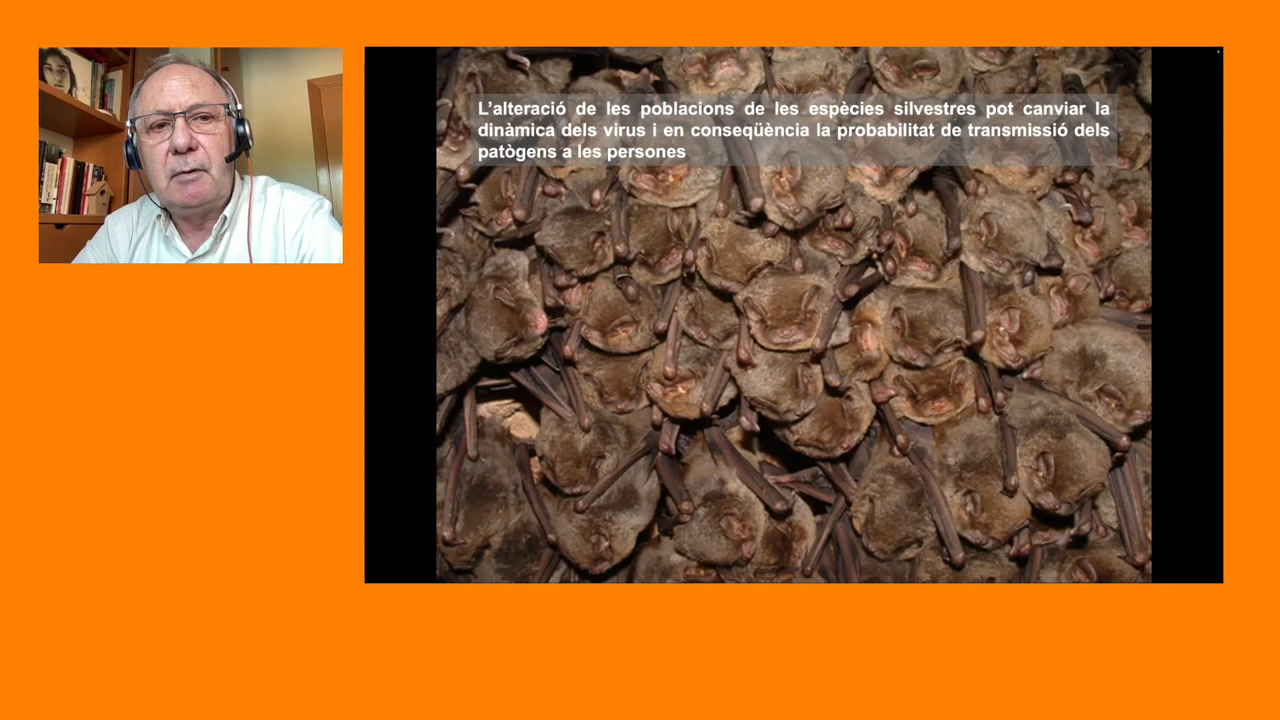 L'alteració de les poblacions de les espècies silvestres pot canviar la
dinàmica dels virus i en conseqüència la probabilitat de transmissió dels
patògens a les persones